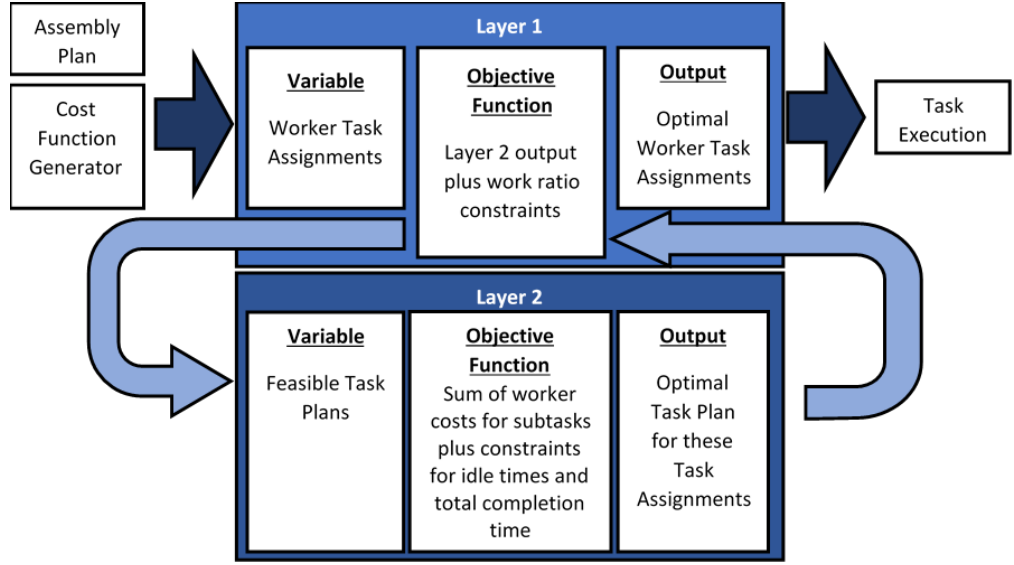 Assembly
Plan
Cost
Function
Generator
Layer 1
Variable
Worker Task
Assignments
Objective
Function
Layer 2 output
plus work ratio
constraints
Output
Optimal
Worker Task
Assignments
Task
Execution
Layer 2
Variable
Feasible Task
Plans
Objective
Function
Sum of worker
costs for subtasks
plus constraints
for idle times and
total completion
time
Output
Optimal
Task Plan
for these
Task
Assignments